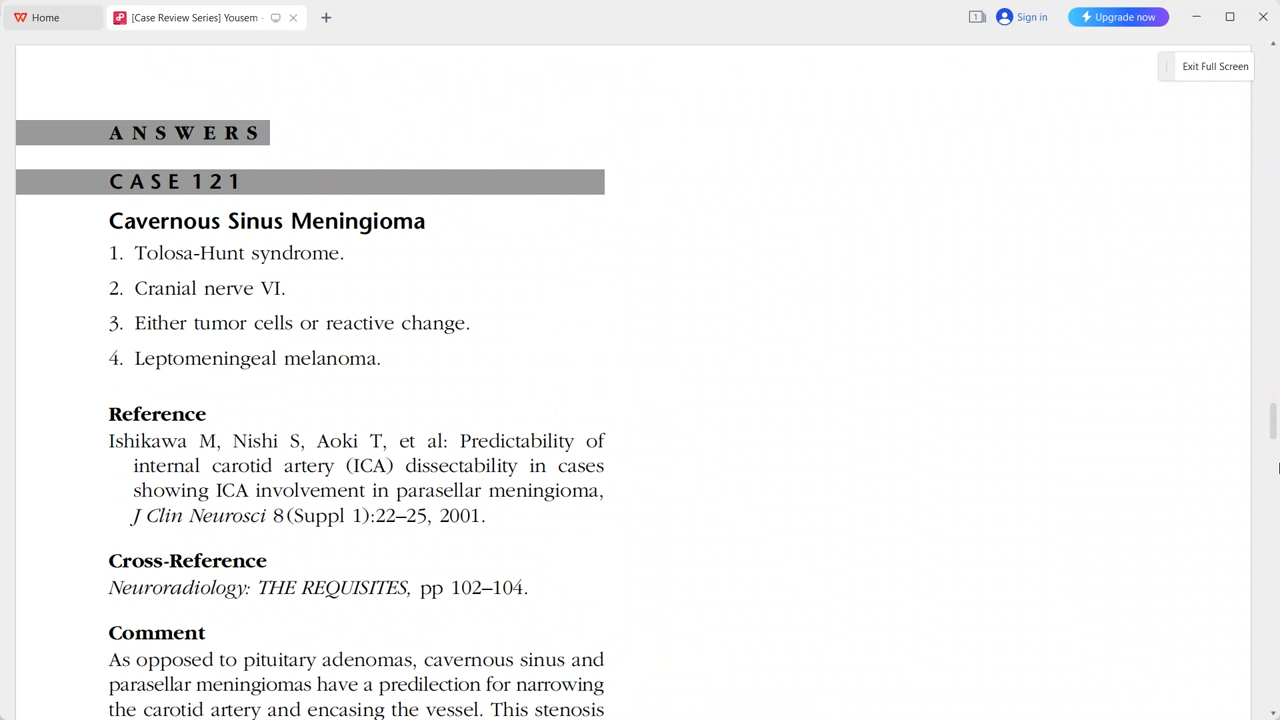 Home
[Case Review Series] Yousem -
1
Sign in
Upgrade now
Exit Full Screen
ANSWERS
CASE 121
Cavernous Sinus Meningioma
1. Tolosa-Hunt syndrome.
2. Cranial nerve VI.
3. Either tumor cells or reactive change.
4. Leptomeningeal melanoma.
Reference
Ishikawa M, Nishi S, Aoki T, et al: Predictability of
internal carotid artery (ICA) dissectability in cases
showing ICA involvement in parasellar meningioma,
J Clin Neurosci 8(Suppl 1):22–25, 2001.
Cross-Reference
Neuroradiology: THE REQUISITES, pp 102–104.
Comment
As opposed to pituitary adenomas, cavernous sinus and
parasellar meningiomas have a predilection for narrowing
the carotid artery and encasing the vessel. This stenosis